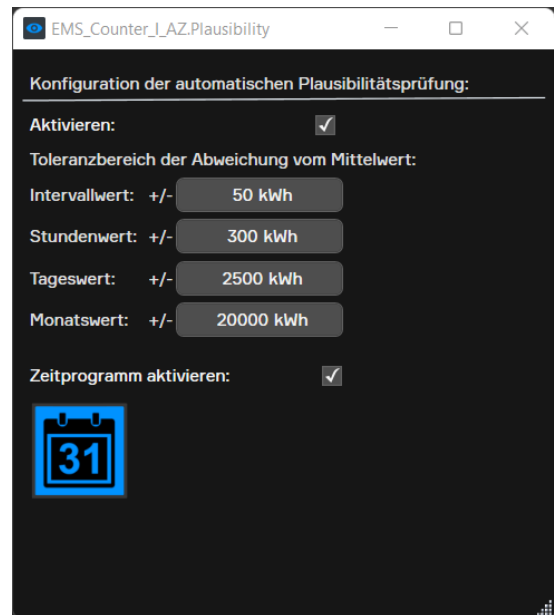 EMS_Counter_I_AZ.Plausibility
Konfiguration der automatischen Plausibilitätsprüfung:
Aktivieren:
Toleranzbereich der Abweichung vom Mittelwert:
Intervallwert: +/- 50 kWh
Stundenwert: +/- 300 kWh
Tageswert: +/- 2500 kWh
Monatswert: +/- 20000 kWh
Zeitprogramm aktivieren:
31